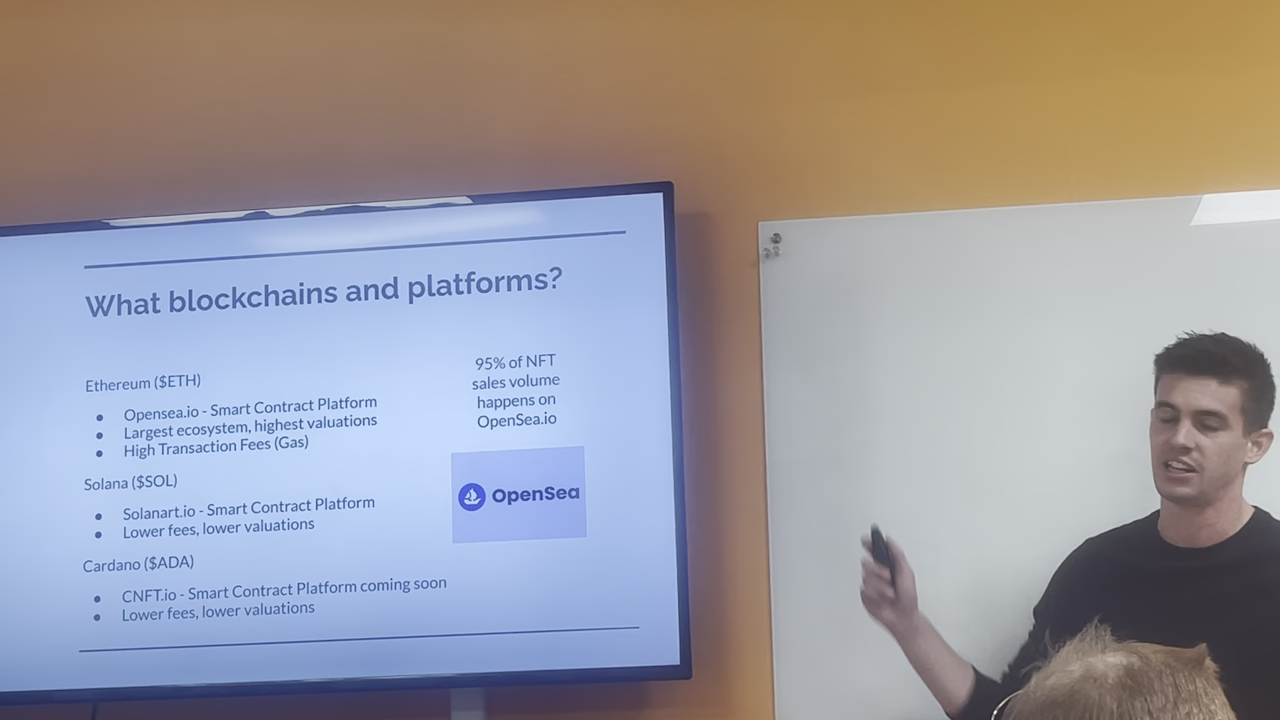 What blockchains and platforms?
Ethereum ($ETH)
● Opensea.io - Smart Contract Platform
● Largest ecosystem, highest valuations
● High Transaction Fees (Gas)
Solana ($SOL)
● Solanart.io - Smart Contract Platform
● Lower fees, lower valuations
Cardano ($ADA)
● CNFT.io - Smart Contract Platform coming soon
● Lower fees, lower valuations
95% of NFT
sales volume
happens on
OpenSea.io
OpenSea